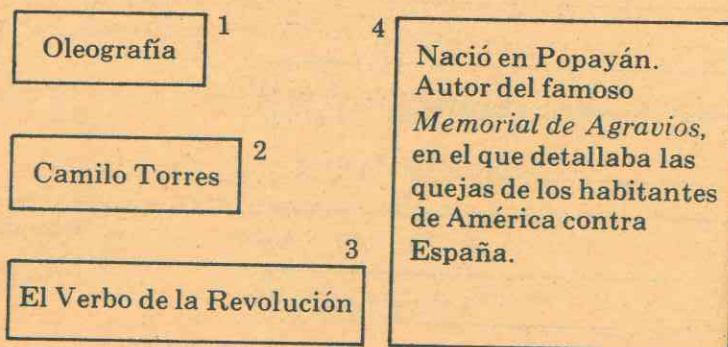 Oleografía
1
Camilo Torres
2
El Verbo de la Revolución
3
4
Nació en Popayán.
Autor del famoso
Memorial de Agravios,
en el que detallaba las
quejas de los habitantes
de América contra
España.